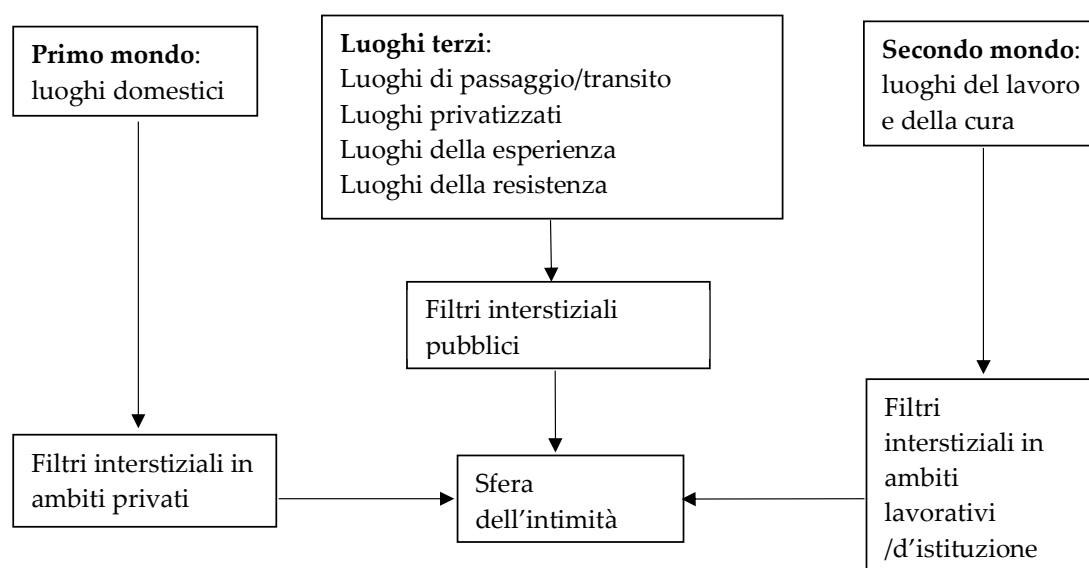 Primo mondo:
luoghi domestici
Luoghi terzi:
Luoghi di passaggio/transito
Luoghi privatizzati
Luoghi della esperienza
Luoghi della resistenza
Secondo mondo:
luoghi del lavoro
e della cura
Filtri interstiziali
pubblici
Filtri interstiziali in
ambiti privati
Sfera
dell’intimità
Filtri
interstiziali in
ambiti
lavorativi
/d’istituzione